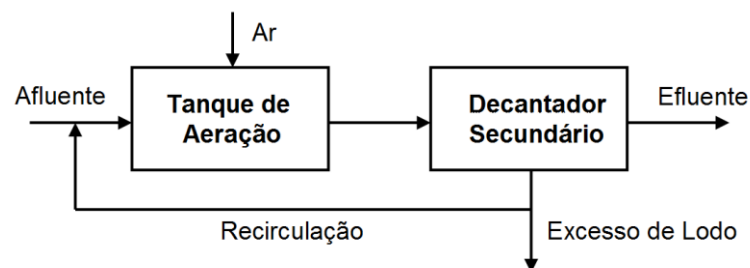 Ar
Afluente
Tanque de
Aeração
Decantador
Secundário
Efluente
Recirculação
Excesso de Lodo